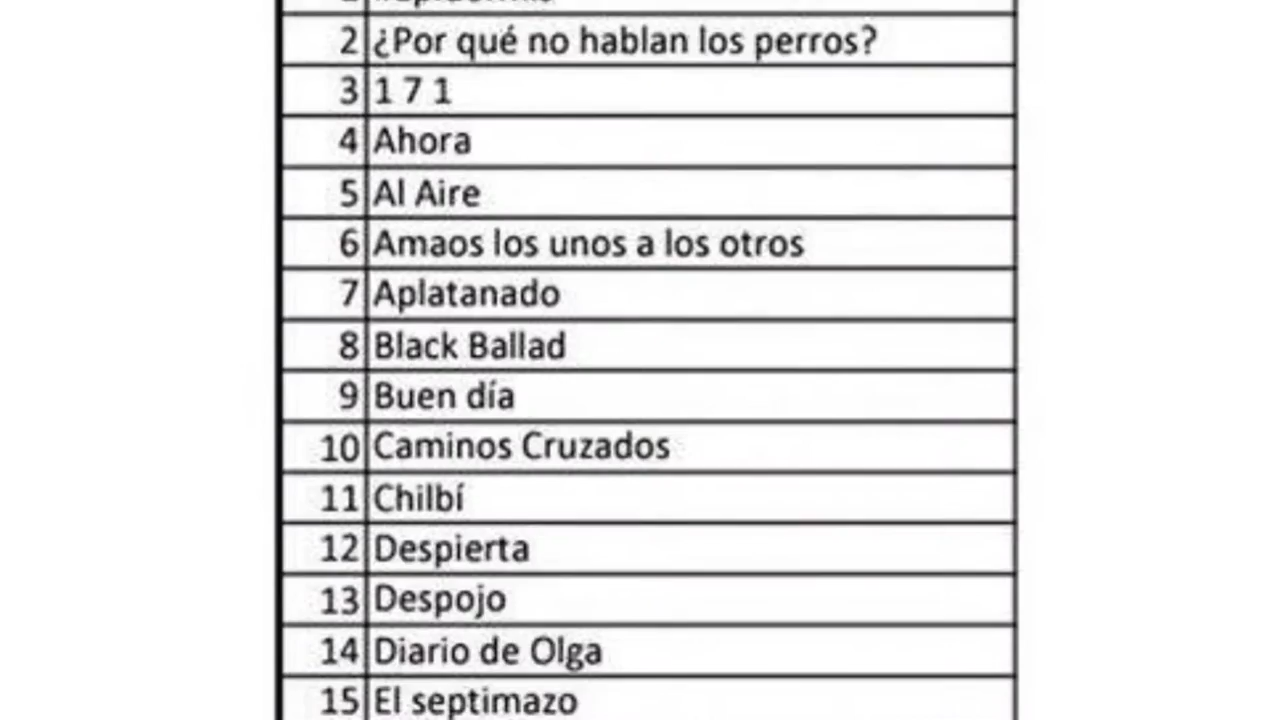 2 ¿Por qué no hablan los perros?
3 1 7 1
4 Ahora
5 Al Aire
6 Amaos los unos a los otros
7 Aplatanado
8 Black Ballad
9 Buen día
10 Caminos Cruzados
11 Chilbí
12 Despierta
13 Despojo
14 Diario de Olga
15 El septimazo